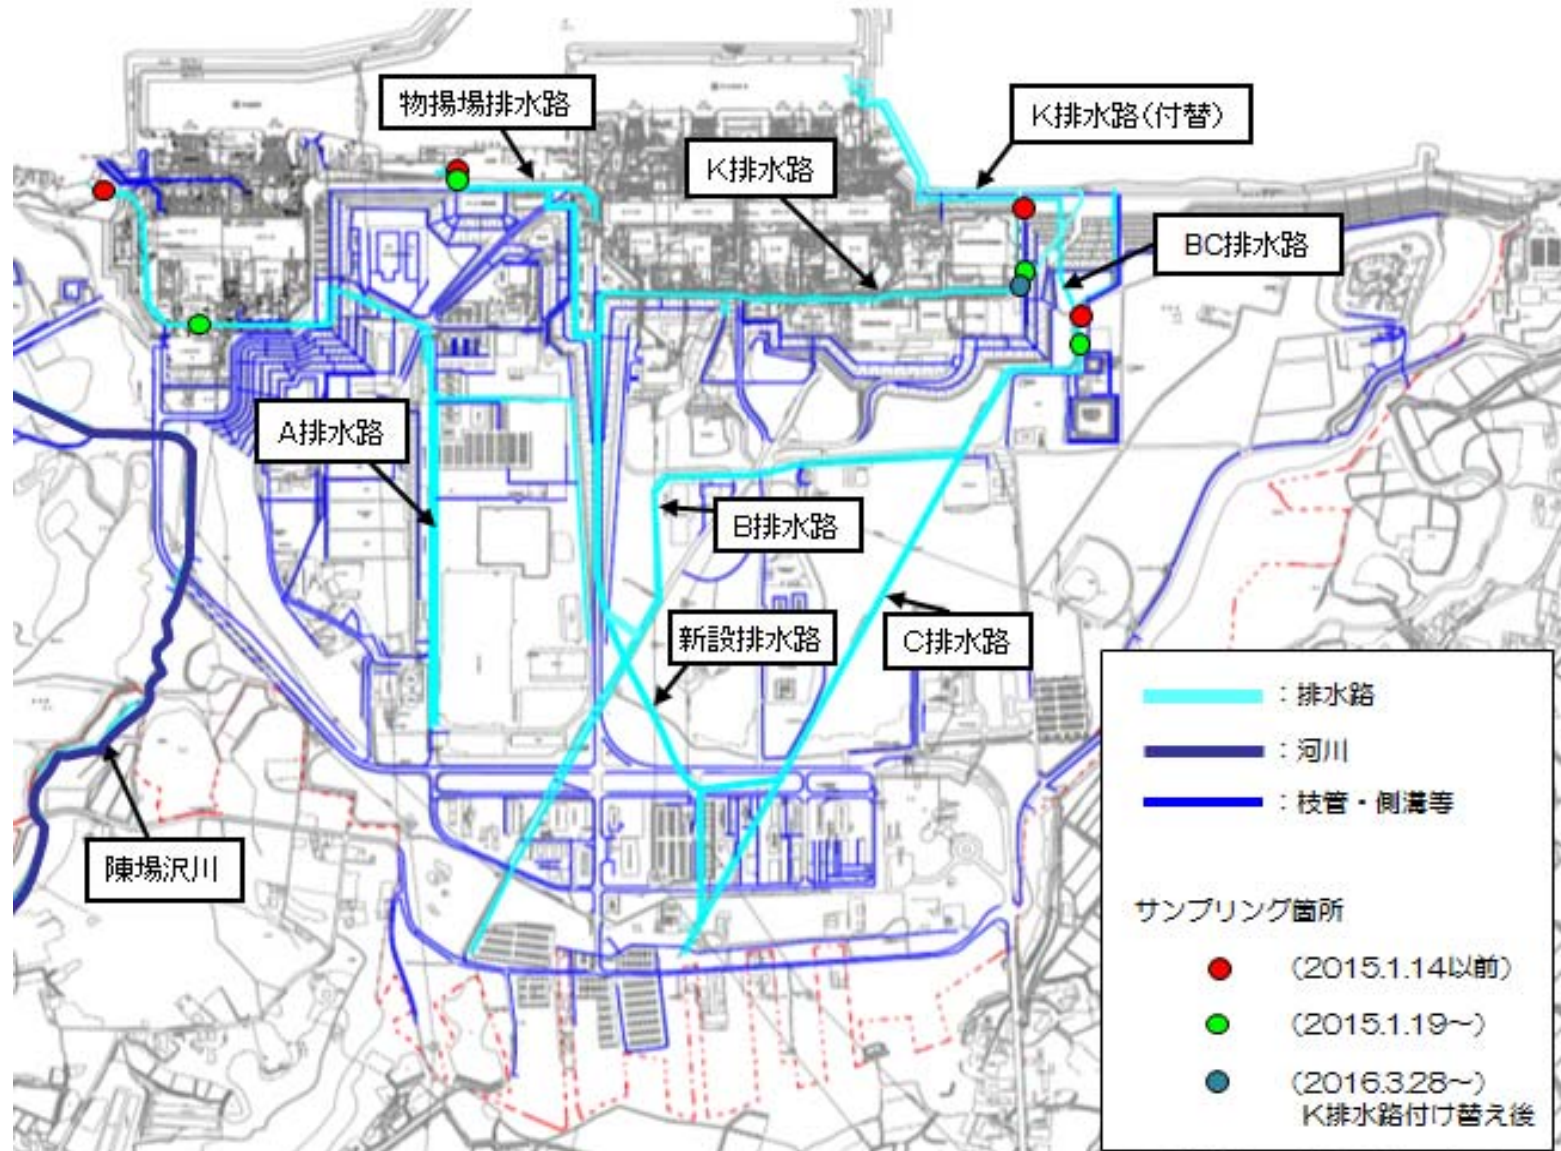 物揚場排水路
K排水路(付替)
K排水路
BC排水路
A排水路
B排水路
新設排水路
C排水路
陳場沢川
：排水路
：河川
：枝管・側溝等
サンプリング箇所
(2015.1.14以前)
(2015.1.19～)
(2016.3.28～)
K排水路付け替え後